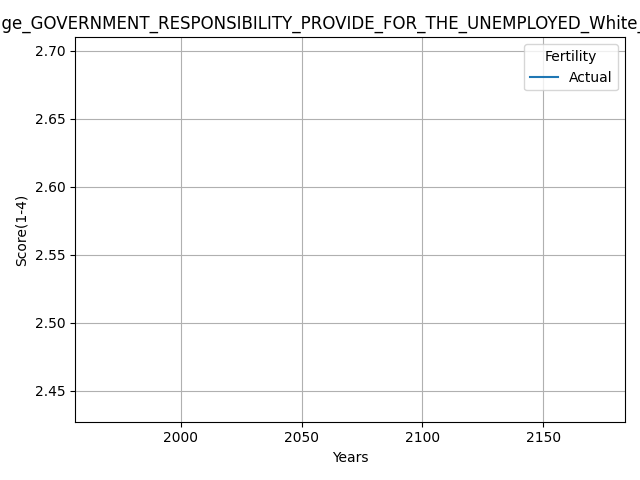 ge_GOVERNMENT_RESPONSIBILITY_PROVIDE_FOR_THE_UNEMPLOYED_White_
Fertility
Actual
2.70
2.65
2.60
2.55
2.50
2.45
Score(1-4)
2000 2050 2100 2150
Years